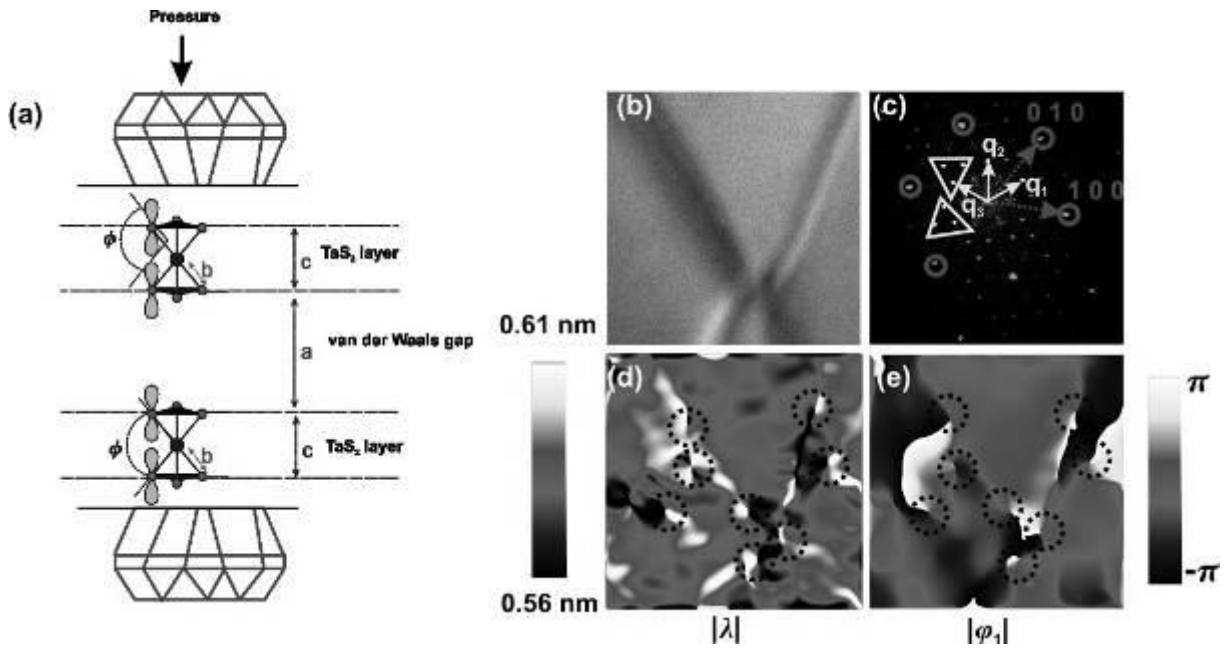 Pressure
(a)
ϕ
b
c
TaS₂ layer
a
van der Waals gap
ϕ
b
c
TaS₂ layer
(b)
(c)
0 1 0
q₂
q₁
1 0 0
q₃
0.61 nm
(d)
(e)
π
0.56 nm
-π
|λ|
|φ₁|